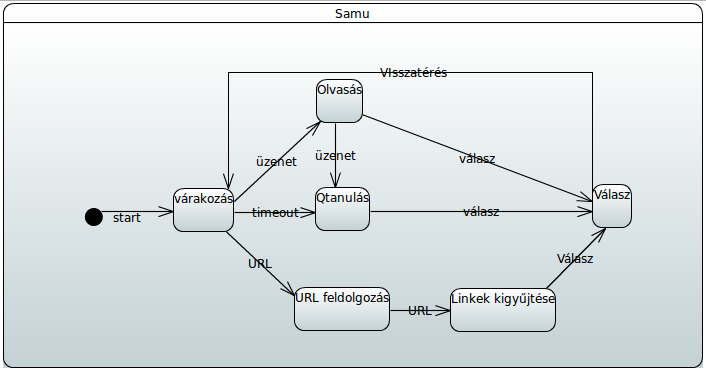 Samu
VIsszatérés
Olvasás
üzenet
üzenet
válasz
várakozás
Qtanulás
Válasz
start
timeout
válasz
URL
Válasz
URL feldolgozás
URL
Linkek kigyűjtése